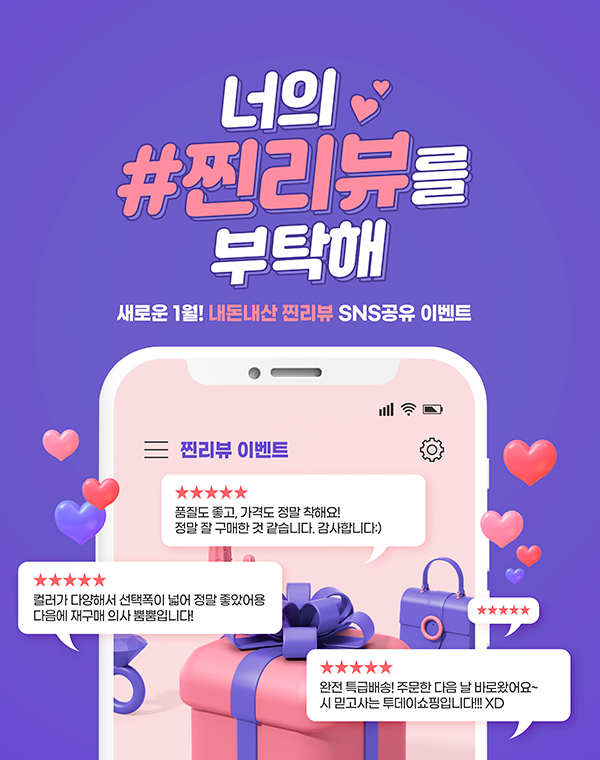 너의
#찐리뷰를
부탁해
새로운 1월! 내돈내산 찐리뷰 SNS공유 이벤트
찐리뷰 이벤트
★★★★★
품질도 좋고, 가격도 정말 착해요!
정말 잘 구매한 것 같습니다. 감사합니다:)
★★★★★
컬러가 다양해서 선택폭이 넓어 정말 좋았어용
다음에 재구매 의사 뿜뿜입니다!
★★★★★
★★★★★
완전 특급배송! 주문한 다음 날 바로왔어요~
시 믿고사는 투데이쇼핑입니다!!! XD